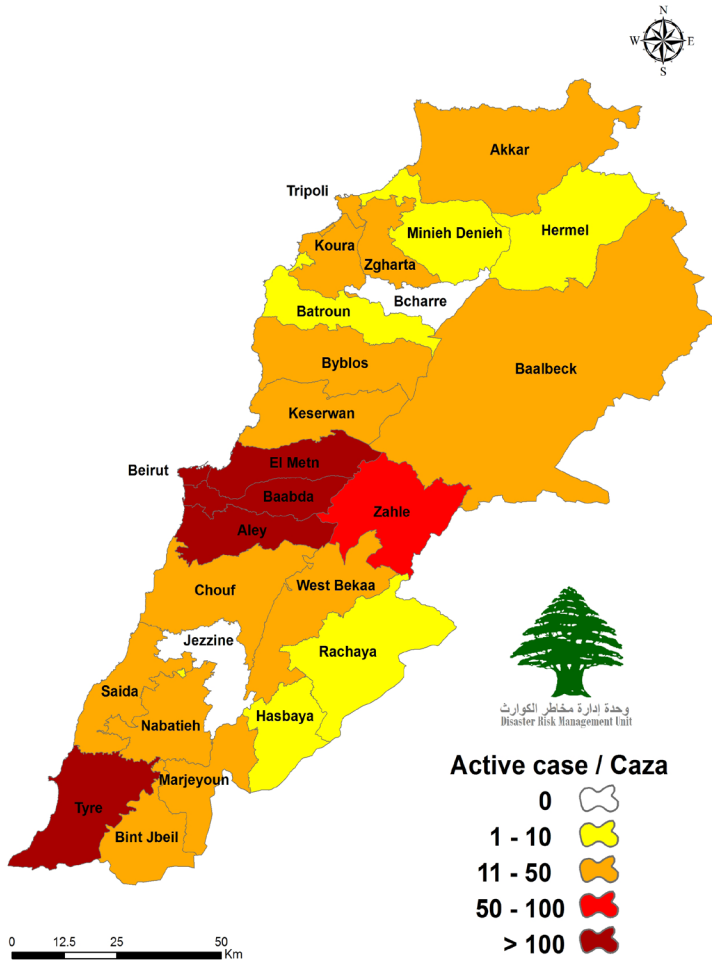 N
W E
S
Akkar
Tripoli
Minieh Denieh
Hermel
Koura
Zgharta
Bcharre
Batroun
Byblos
Baalbeck
Keserwan
El Metn
Beirut
Baabda
Zahle
Aley
West Bekaa
Chouf
Jezzine
Rachaya
Saida
Hasbaya
Nabatieh
Marjeyoun
Tyre
Bint Jbeil
وحدة إدارة مخاطر الكوارث
Disaster Risk Management Unit
Active case / Caza
0
1 - 10
11 - 50
50 - 100
> 100
0 12.5 25 50
Km